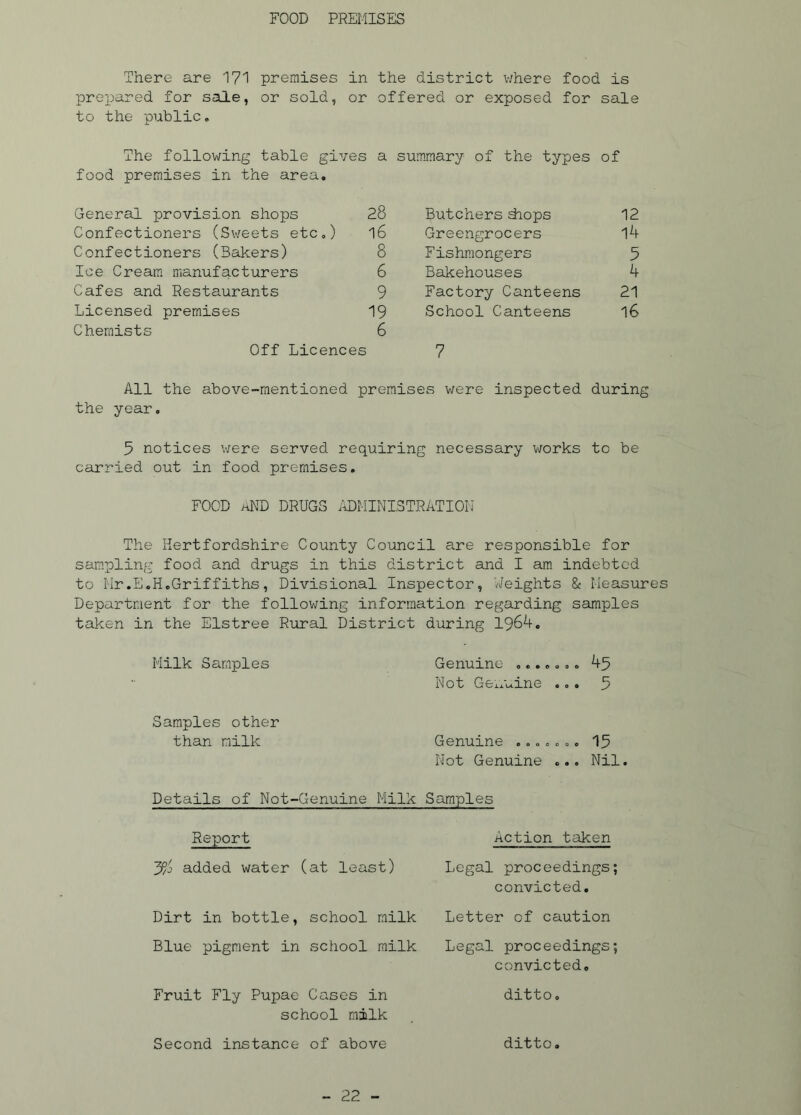 FOOD PREMISES
There are 171 premises in the district where food is
prepared for sale, or sold, or offered or exposed for sale
to the public.
The following table gives a summary of the types of
food premises in the area.
General provision shops 28 Butchers shops 12
Confectioners (Sweets etc.) 16 Greengrocers 14
Confectioners (Bakers) 8 Fishmongers 5
Ice Cream manufacturers 6 Bakehouses 4
Cafes and Restaurants 9 Factory Canteens 21
Licensed premises 19 School Canteens 16
Chemists 6
Off Licences 7
All the above-mentioned premises were inspected during
the year.
5 notices were served requiring necessary works to be
carried out in food premises.
FOOD AND DRUGS ADMINISTRATION
The Hertfordshire County Council are responsible for
sampling food and drugs in this district and I am indebted
to Mr.E.H.Griffiths, Divisional Inspector, Weights & Measures
Department for the following information regarding samples
taken in the Elstree Rural District during 1964.
Milk Samples Genuine ....... 45
Not Genuine ... 5
Samples other
than milk Genuine ....... 15
Not Genuine ... Nil.
Details of Not-Genuine Milk Samples
Report Action taken
3% added water (at least) Legal proceedings;
convicted.
Dirt in bottle, school milk Letter of caution
Blue pigment in school milk Legal proceedings;
convicted.
Fruit Fly Pupae Cases in ditto.
school milk
Second instance of above ditto.
- 22 -